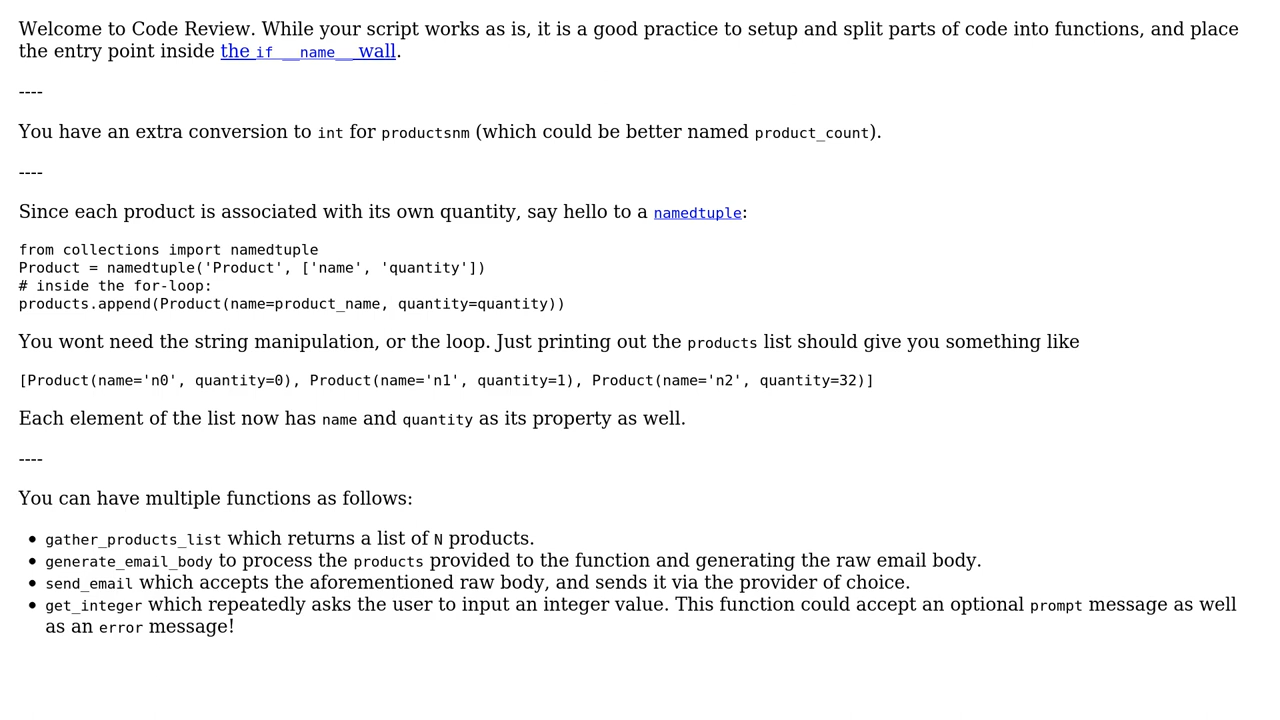 Welcome to Code Review. While your script works as is, it is a good practice to setup and split parts of code into functions, and place
the entry point inside the if __name__ wall.
----
You have an extra conversion to int for productsnm (which could be better named product_count).
----
Since each product is associated with its own quantity, say hello to a namedtuple:
from collections import namedtuple
Product = namedtuple('Product', ['name', 'quantity'])
# inside the for-loop:
products.append(Product(name=product_name, quantity=quantity))
You wont need the string manipulation, or the loop. Just printing out the products list should give you something like
[Product(name='n0', quantity=0), Product(name='n1', quantity=1), Product(name='n2', quantity=32)]
Each element of the list now has name and quantity as its property as well.
----
You can have multiple functions as follows:
• gather_products_list which returns a list of N products.
• generate_email_body to process the products provided to the function and generating the raw email body.
• send_email which accepts the aforementioned raw body, and sends it via the provider of choice.
• get_integer which repeatedly asks the user to input an integer value. This function could accept an optional prompt message as well
as an error message!